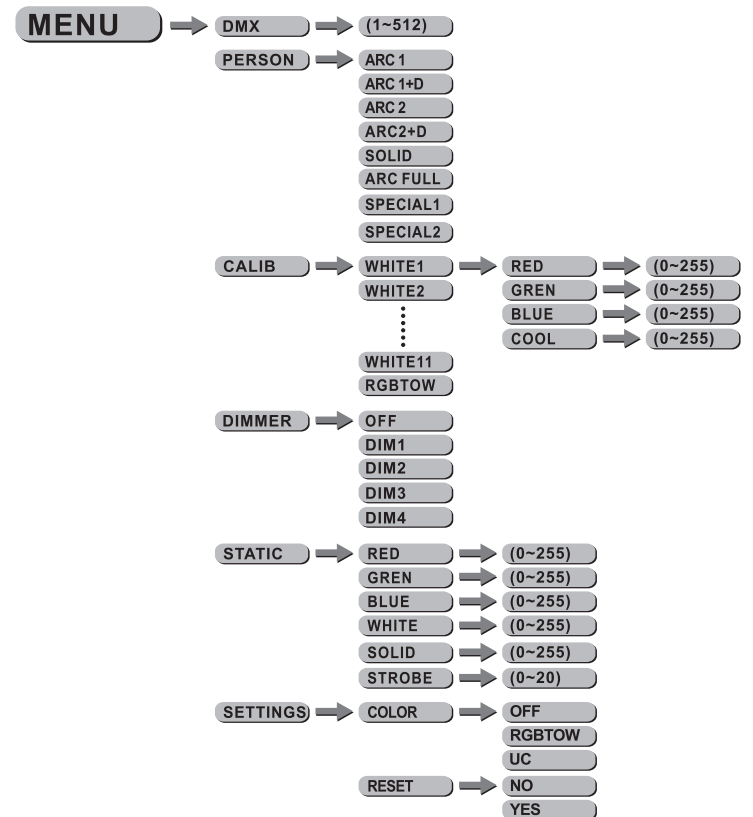 MENU DMX (1~512)
PERSON ARC 1
ARC 1+D
ARC 2
ARC2+D
SOLID
ARC FULL
SPECIAL1
SPECIAL2
CALIB WHITE1 RED (0~255)
WHITE2 GREN (0~255)
BLUE (0~255)
COOL (0~255)
WHITE11
RGBTOW
DIMMER OFF
DIM1
DIM2
DIM3
DIM4
STATIC RED (0~255)
GREN (0~255)
BLUE (0~255)
WHITE (0~255)
SOLID (0~255)
STROBE (0~20)
SETTINGS COLOR OFF
RGBTOW
UC
RESET NO
YES